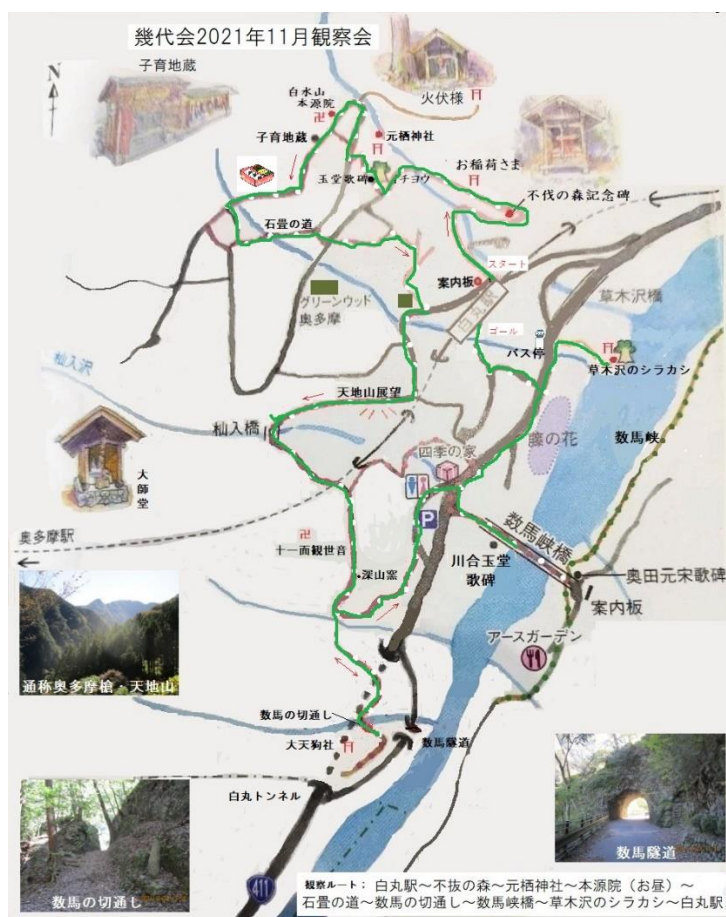 幾代会2021年11月観察会
子育地蔵
N
白水山
本源院
火伏様
子育地蔵
元栖神社
お稲荷さま
玉堂歌碑
イチョウ
不伐の森記念碑
石畳の道
スタート
案内板
白丸駅
グリーンウッド
奥多摩
草木沢橋
ゴール
バス停
草木沢のシラカシ
杣入沢
天地山展望
杣入橋
四季の家
藤の花
数馬峡
大師堂
P
奥多摩駅
十一面観世音
数馬峡橋
川合玉堂
歌碑
深山窯
奥田元宋歌碑
案内板
アースガーデン
通称奥多摩槍・天地山
数馬の切通し
大天狗社
数馬隧道
白丸トンネル
411
数馬の切通し
数馬隧道
観察ルート: 白丸駅~不抜の森~元栖神社~本源院(お昼)~
石畳の道~数馬の切通し~数馬峡橋~草木沢のシラカシ~白丸駅